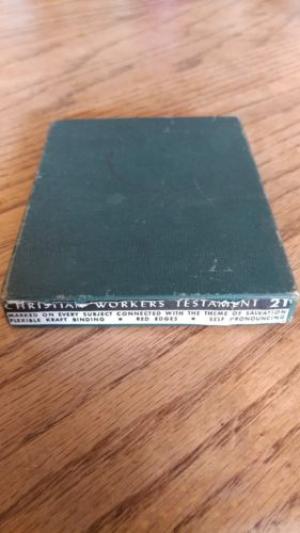 CHRISTIAN WORKERS TESTAMENT 21
MARKED ON EVERY SUBJECT CONNECTED WITH THE THEME OF SALVATION
FLEXIBLE KRAFT BINDING • RED EDGES • SELF PRONOUNCING